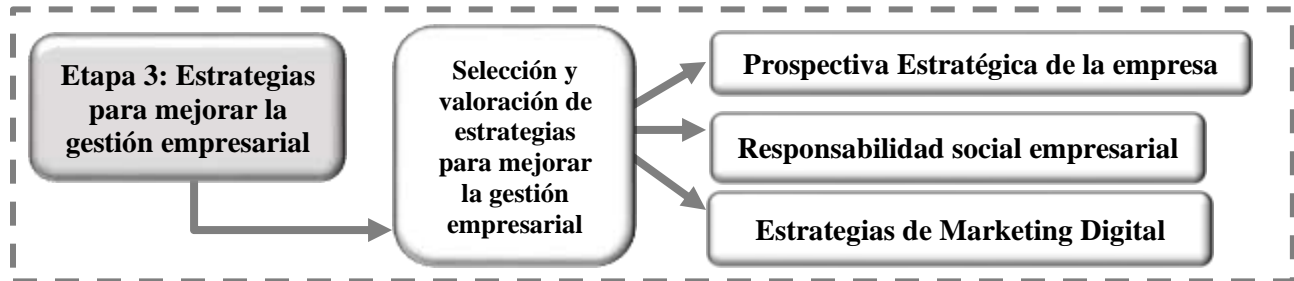 Etapa 3: Estrategias
para mejorar la
gestión empresarial
Selección y
valoración de
estrategias
para mejorar
la gestión
empresarial
Prospectiva Estratégica de la empresa
Responsabilidad social empresarial
Estrategias de Marketing Digital